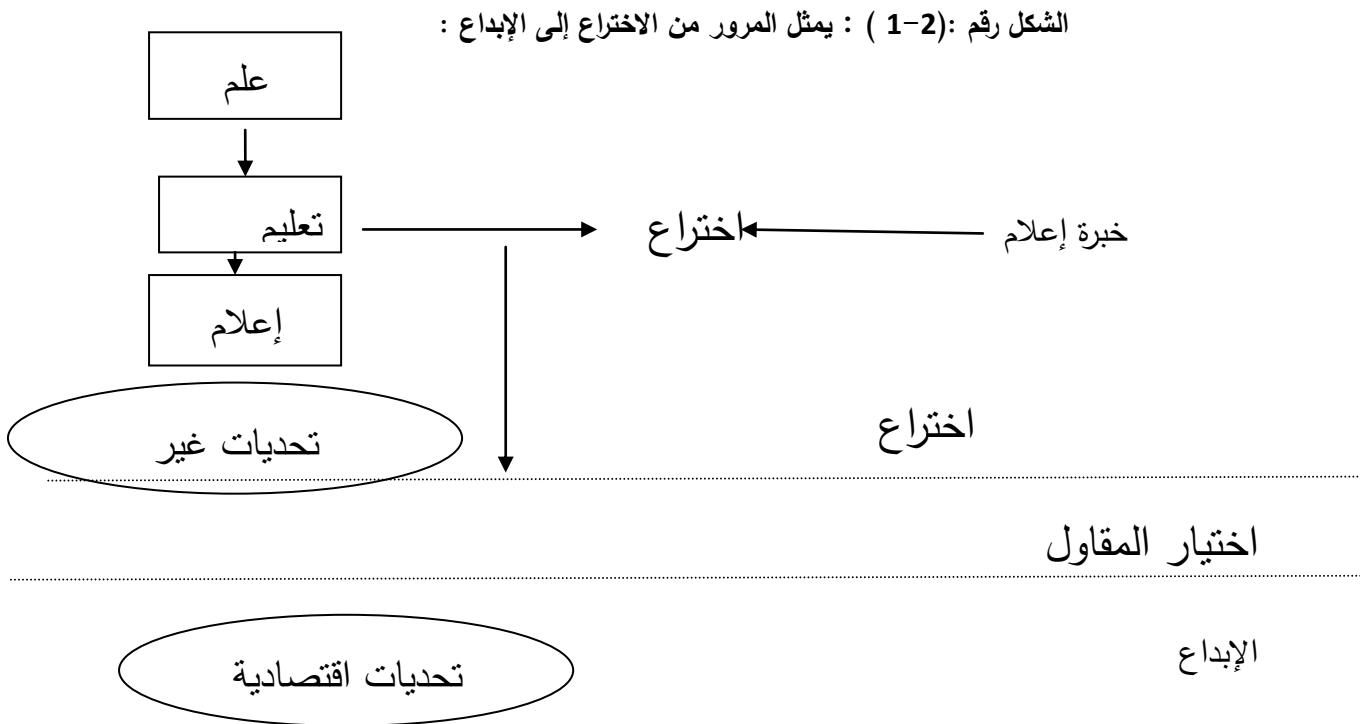 الشكل رقم :(2-1 ) : يمثل المرور من الاختراع إلى الإبداع :
علم
خبرة إعلام
اختراع
تعليم
إعلام
اختراع
تحديات غير
اختيار المقاول
الإبداع
تحديات اقتصادية